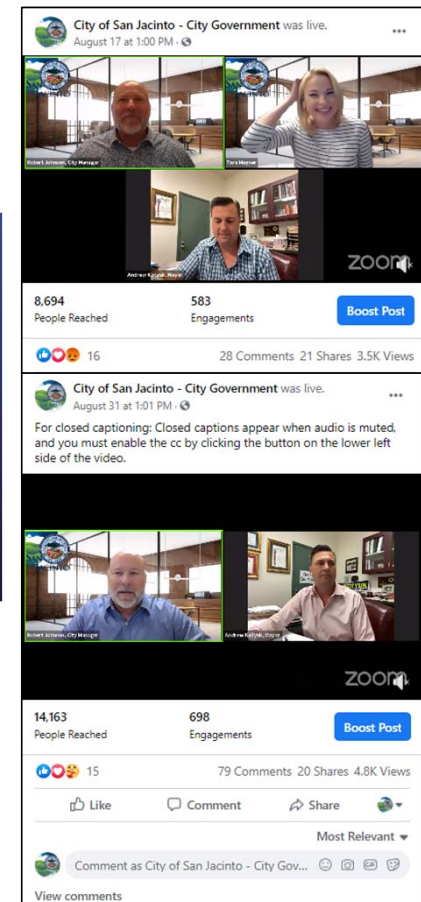 City of San Jacinto - City Government was live.
August 17 at 1:00 PM ·
Robert Johnson, City Manager
Tara Magner
Andrew Kotyuk, Mayor
zoom
8,694
People Reached
583
Engagements
Boost Post
16
28 Comments 21 Shares 3.5K Views
City of San Jacinto - City Government was live.
August 31 at 1:01 PM ·
For closed captioning: Closed captions appear when audio is muted,
and you must enable the cc by clicking the button on the lower left
side of the video.
Robert Johnson, City Manager
Andrew Kotyuk, Mayor
zoom
14,163
People Reached
698
Engagements
Boost Post
15
79 Comments 20 Shares 4.8K Views
Like
Comment
Share
Most Relevant
Comment as City of San Jacinto - City Gov...
GIF
View comments